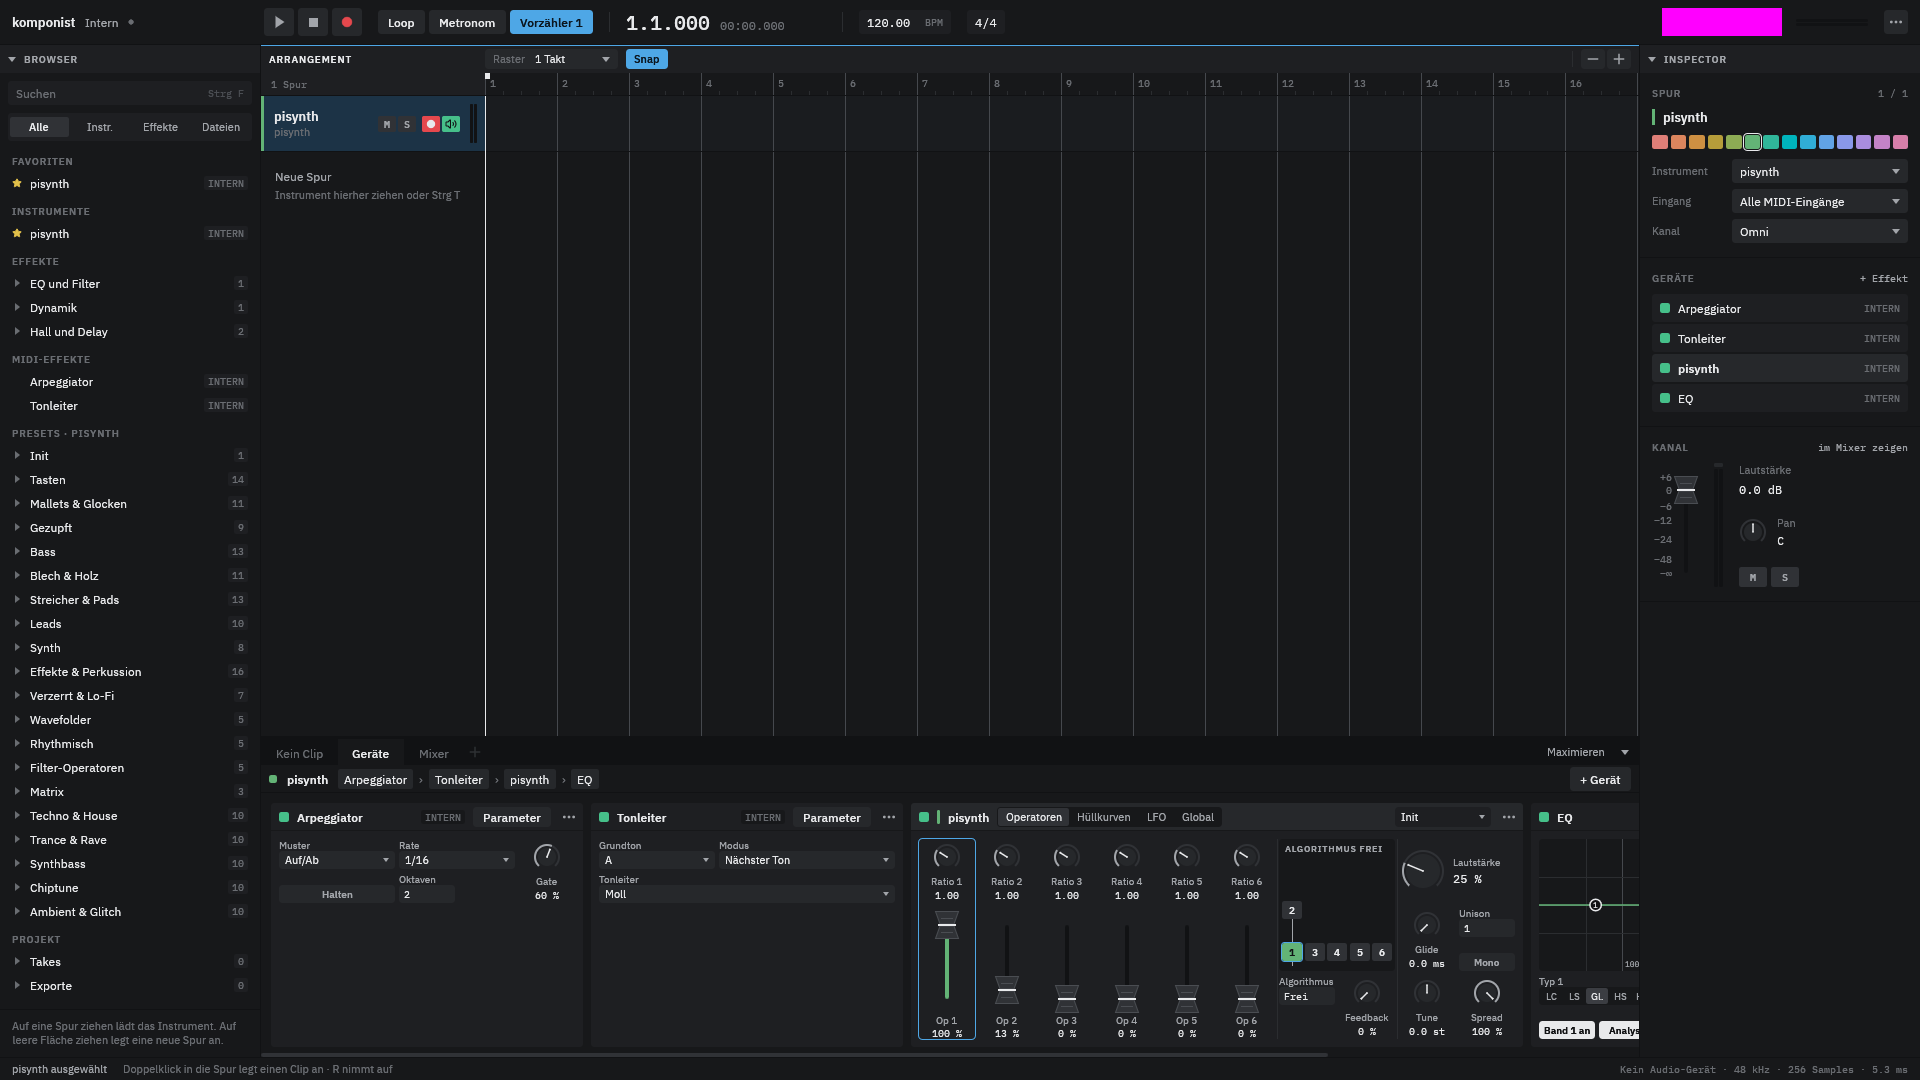 komponist Intern
Loop Metronom Vorzähler 1
1.1.000 00:00.000
120.00 BPM 4/4
BROWSER
Suchen Strg F
Alle Instr. Effekte Dateien
FAVORITEN
pisynth INTERN
INSTRUMENTE
pisynth INTERN
EFFEKTE
EQ und Filter 1
Dynamik 1
Hall und Delay 2
MIDI-EFFEKTE
Arpeggiator INTERN
Tonleiter INTERN
PRESETS · PISYNTH
Init 1
Tasten 14
Mallets & Glocken 11
Gezupft 9
Bass 13
Blech & Holz 11
Streicher & Pads 13
Leads 10
Synth 8
Effekte & Perkussion 16
Verzerrt & Lo-Fi 7
Wavefolder 5
Rhythmisch 5
Filter-Operatoren 5
Matrix 3
Techno & House 10
Trance & Rave 10
Synthbass 10
Chiptune 10
Ambient & Glitch 10
PROJEKT
Takes 0
Exporte 0
Auf eine Spur ziehen lädt das Instrument. Auf
leere Fläche ziehen legt eine neue Spur an.
ARRANGEMENT Raster 1 Takt Snap
1 Spur
1 2 3 4 5 6 7 8 9 10 11 12 13 14 15 16
pisynth
pisynth
M S
Neue Spur
Instrument hierher ziehen oder Strg T
Kein Clip Geräte Mixer + Maximieren
pisynth Arpeggiator › Tonleiter › pisynth › EQ + Gerät
Arpeggiator INTERN Parameter
Muster Rate
Auf/Ab 1/16
Oktaven
Halten 2
Gate
60 %
Tonleiter INTERN Parameter
Grundton Modus
A Nächster Ton
Tonleiter
Moll
pisynth Operatoren Hüllkurven LFO Global Init
Ratio 1 Ratio 2 Ratio 3 Ratio 4 Ratio 5 Ratio 6
1.00 1.00 1.00 1.00 1.00 1.00
Op 1 Op 2 Op 3 Op 4 Op 5 Op 6
100 % 13 % 0 % 0 % 0 % 0 %
ALGORITHMUS FREI
2
1 3 4 5 6
Algorithmus
Frei
Feedback
0 %
Lautstärke
25 %
Unison
1
Glide
0.0 ms
Mono
Tune Spread
0.0 st 100 %
EQ
1
100
Typ 1
LC LS GL HS
Band 1 an Analys
INSPECTOR
SPUR 1 / 1
pisynth
Instrument pisynth
Eingang Alle MIDI-Eingänge
Kanal Omni
GERÄTE + Effekt
Arpeggiator INTERN
Tonleiter INTERN
pisynth INTERN
EQ INTERN
KANAL im Mixer zeigen
+6
0
−6
−12
−24
−48
−∞
Lautstärke
0.0 dB
Pan
C
M S
pisynth ausgewählt Doppelklick in die Spur legt einen Clip an · R nimmt auf
Kein Audio-Gerät · 48 kHz · 256 Samples · 5.3 ms